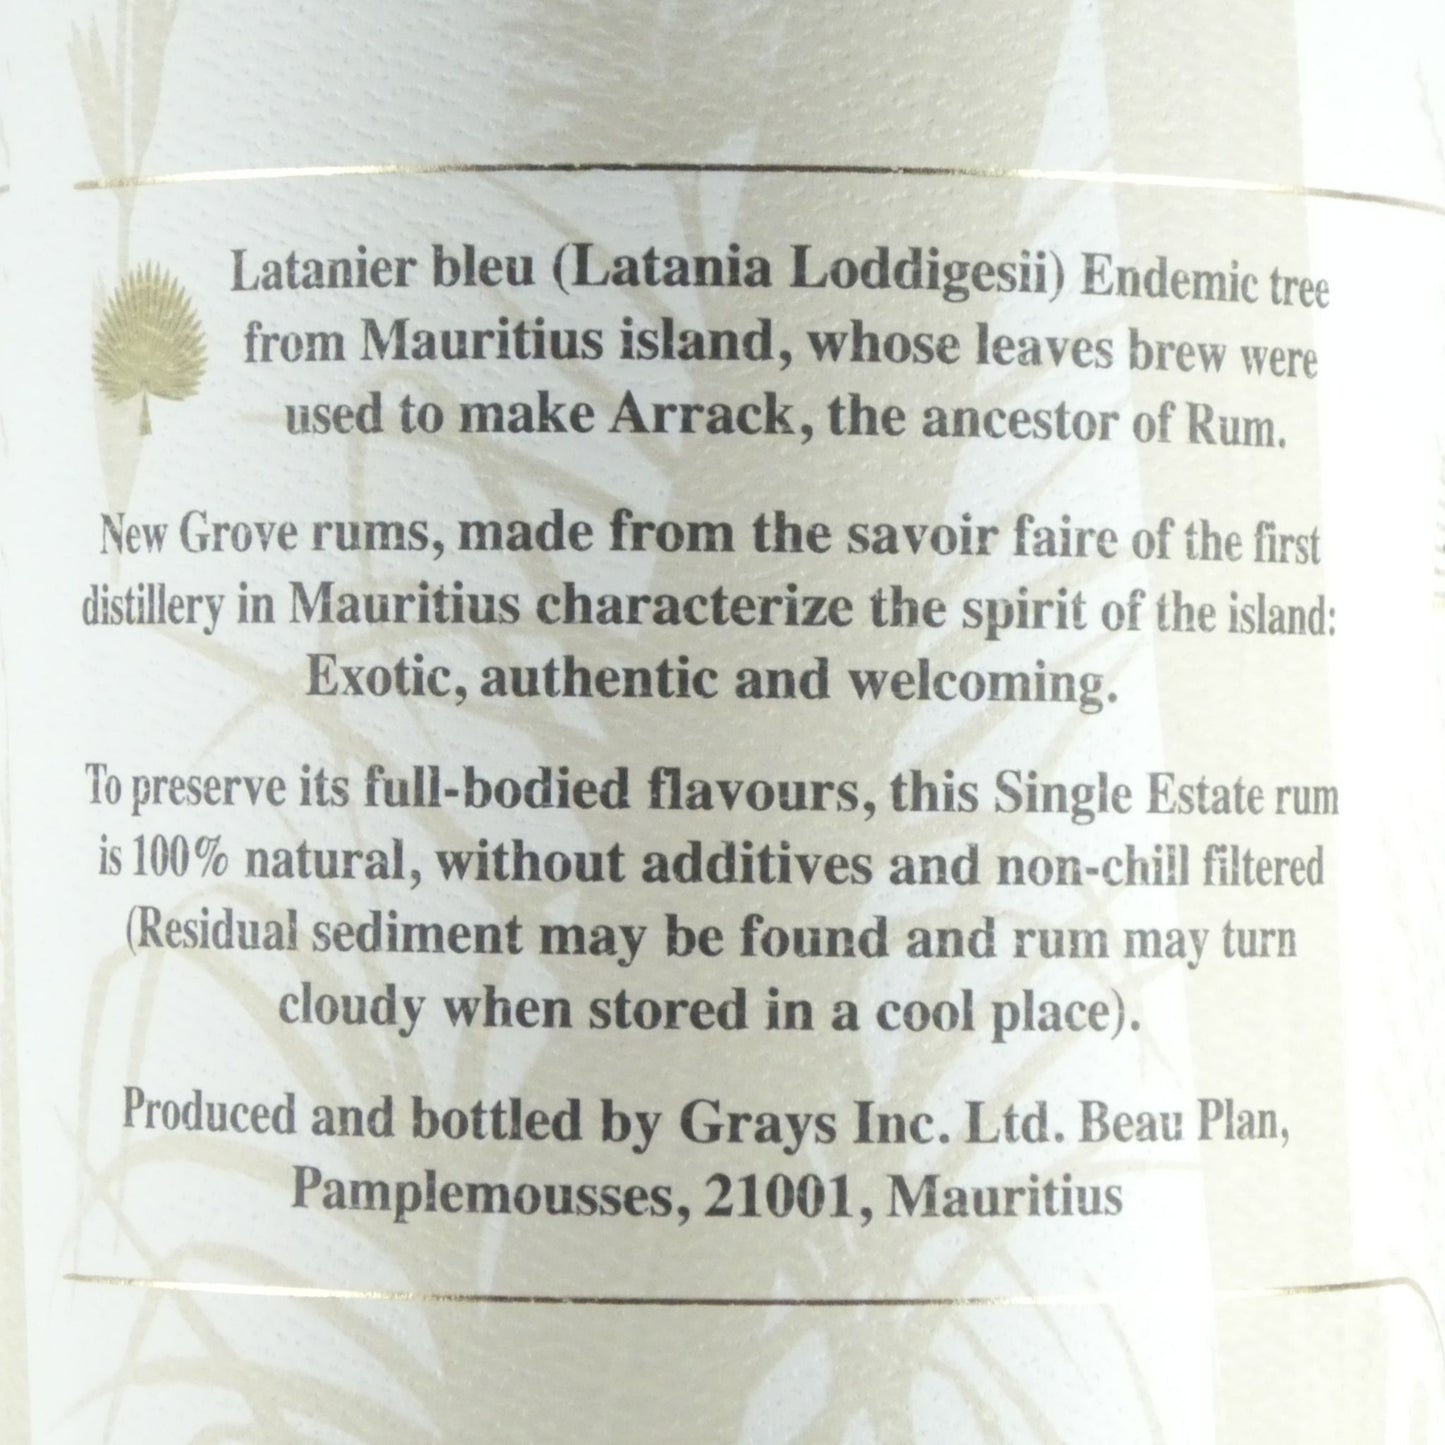 Latanier bleu (Latania Loddigesii) Endemic tree
from Mauritius island, whose leaves brew were
used to make Arrack, the ancestor of Rum.
New Grove rums, made from the savoir faire of the first
distillery in Mauritius characterize the spirit of the island:
Exotic, authentic and welcoming.
To preserve its full-bodied flavours, this Single Estate rum
is 100% natural, without additives and non-chill filtered
(Residual sediment may be found and rum may turn
cloudy when stored in a cool place).
Produced and bottled by Grays Inc. Ltd. Beau Plan,
Pamplemousses, 21001, Mauritius